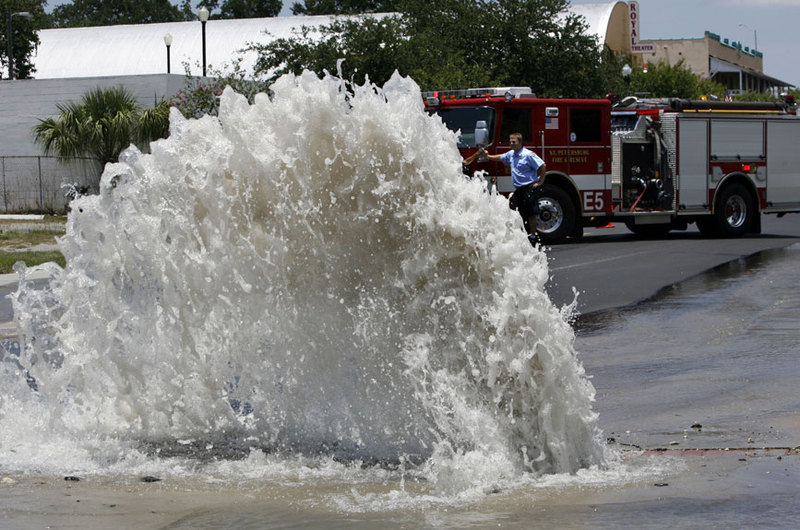 ROYAL
THEATER
ST. PETERSBURG
FIRE & RESCUE
E5